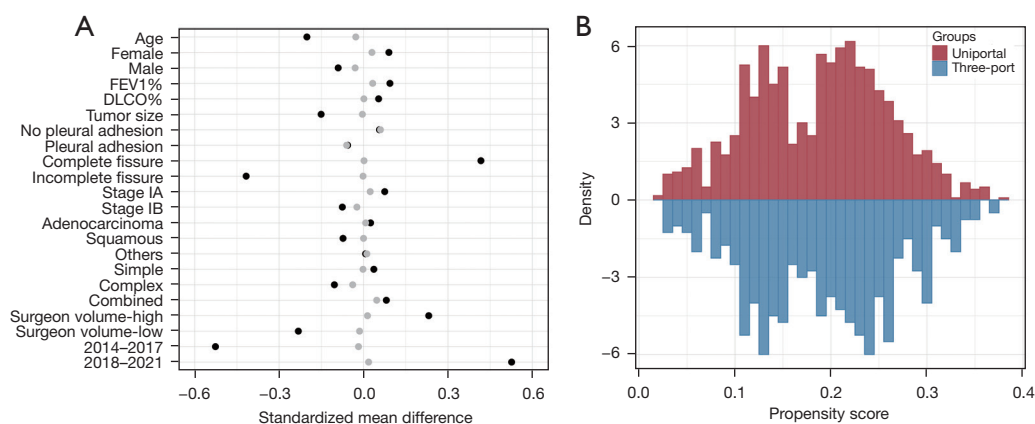 A
Age
Female
Male
FEV1%
DLCO%
Tumor size
No pleural adhesion
Pleural adhesion
Complete fissure
Incomplete fissure
Stage IA
Stage IB
Adenocarcinoma
Squamous
Others
Simple
Complex
Combined
Surgeon volume-high
Surgeon volume-low
2014–2017
2018–2021
−0.6 −0.3 0.0 0.3 0.6
Standardized mean difference
B
Groups
Uniportal
Three-port
6
3
0
−3
−6
Density
0.0 0.1 0.2 0.3 0.4
Propensity score